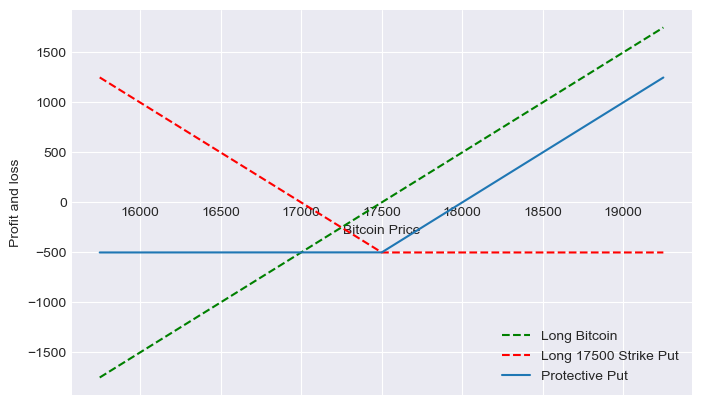 1500
1000
500
0
−500
−1000
−1500
Profit and loss
16000 16500 17000 17500 18000 18500 19000
Bitcoin Price
Long Bitcoin
Long 17500 Strike Put
Protective Put